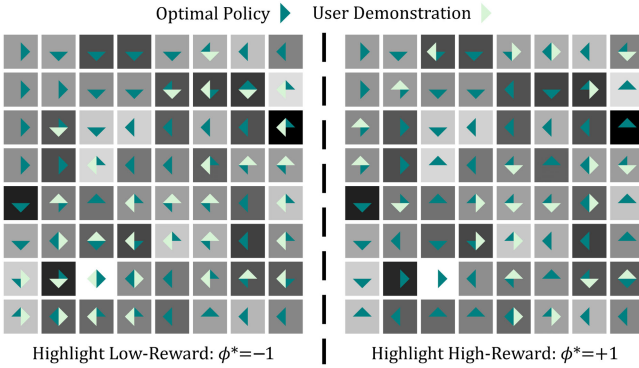 Optimal Policy User Demonstration
Highlight Low-Reward: ϕ*=−1 Highlight High-Reward: ϕ*=+1